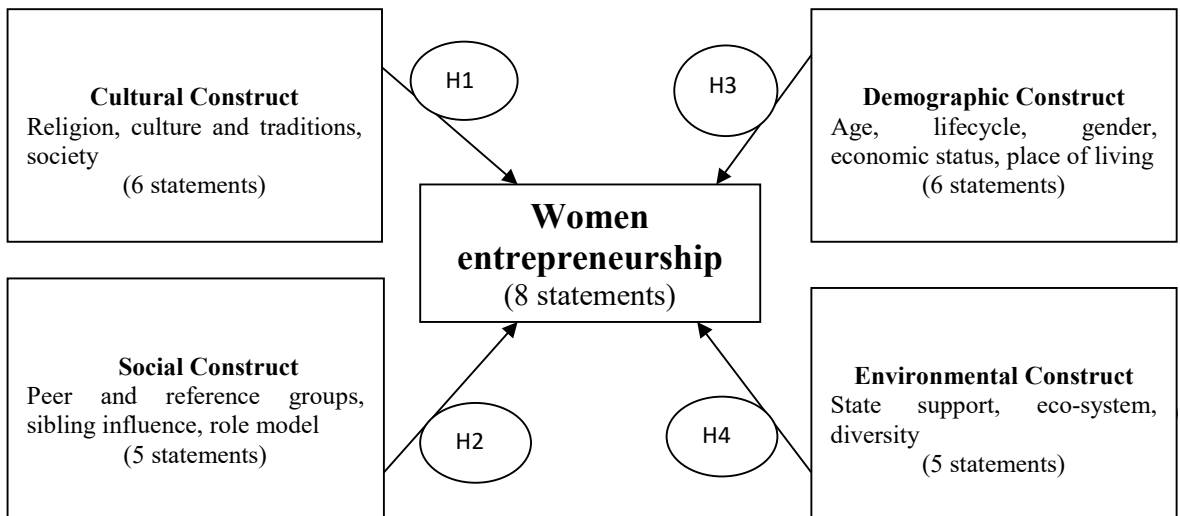 Cultural Construct
Religion, culture and traditions,
society
(6 statements)
H1
H3
Demographic Construct
Age, lifecycle, gender,
economic status, place of living
(6 statements)
Women
entrepreneurship
(8 statements)
Social Construct
Peer and reference groups,
sibling influence, role model
(5 statements)
H2
H4
Environmental Construct
State support, eco-system,
diversity
(5 statements)